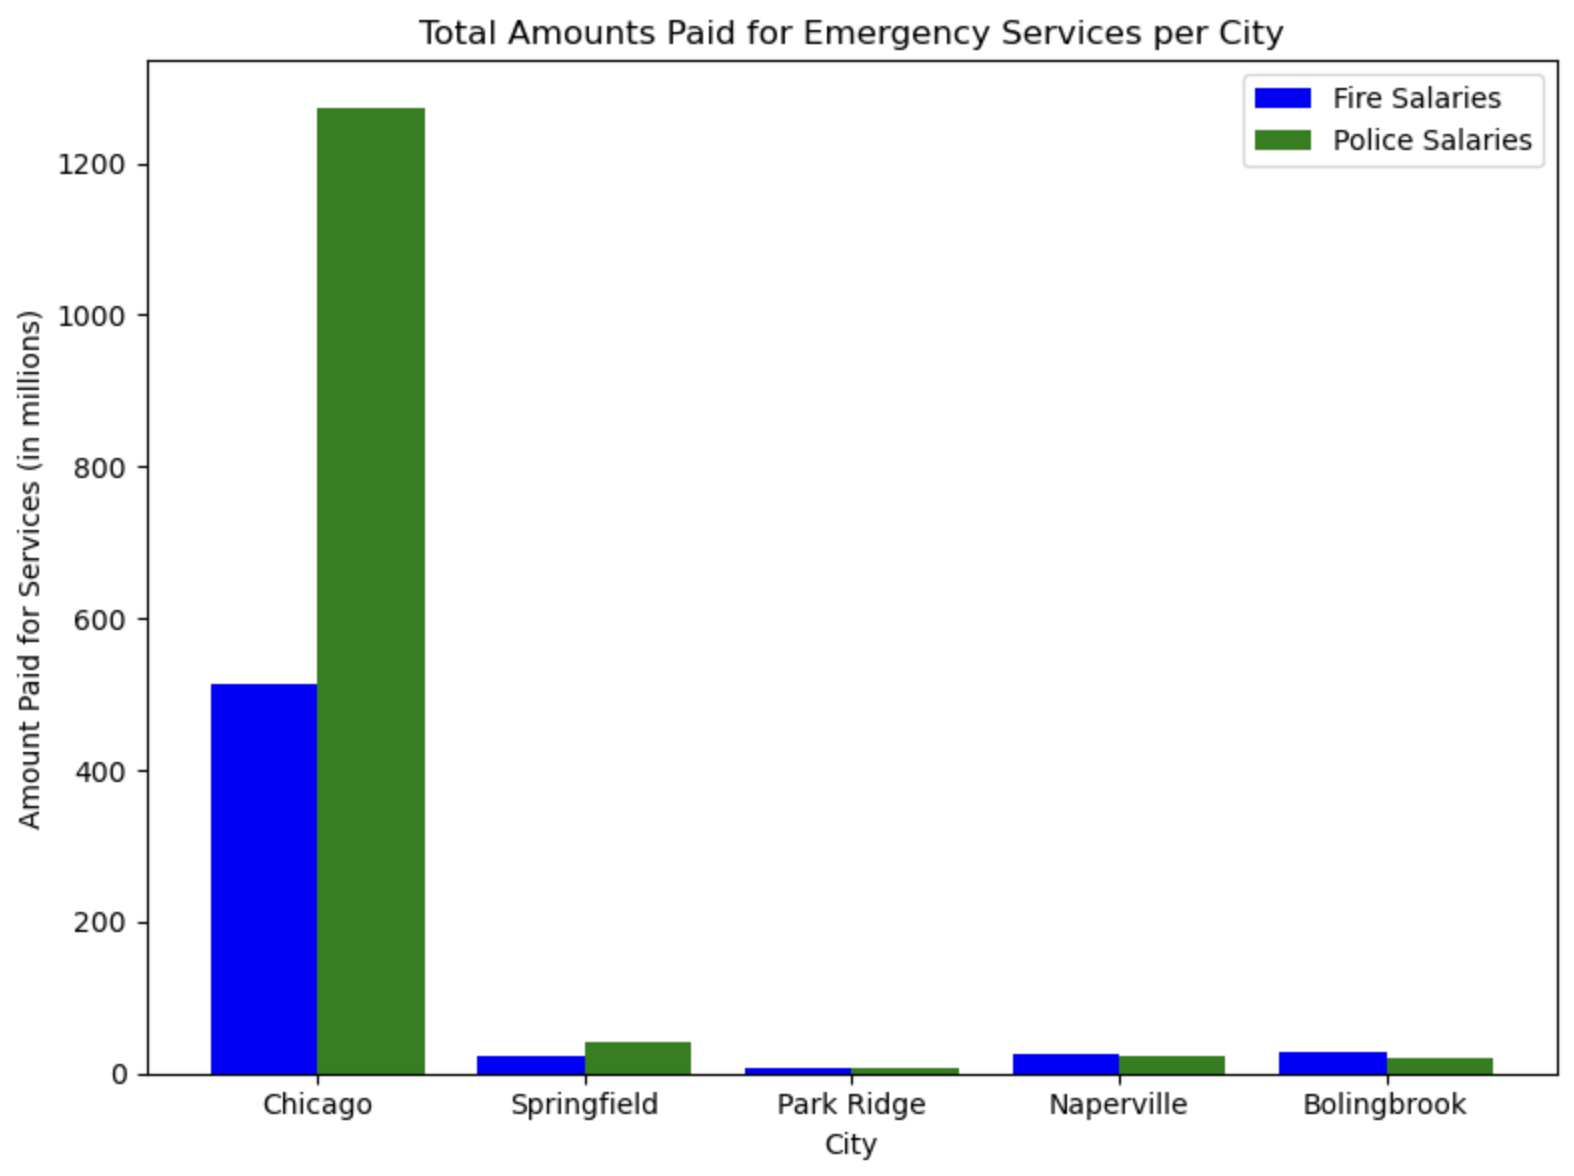 Total Amounts Paid for Emergency Services per City
Fire Salaries
Police Salaries
Amount Paid for Services (in millions)
1200
1000
800
600
400
200
0
Chicago Springfield Park Ridge Naperville Bolingbrook
City